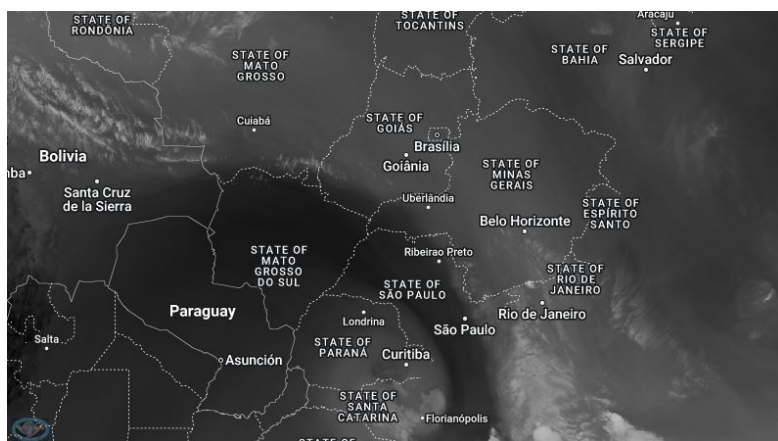 STATE OF
RONDÔNIA
STATE OF
MATO
GROSSO
STATE OF
TOCANTINS
Aracaju
STATE OF
SERGIPE
STATE OF
BAHIA
Salvador
Cuiabá
STATE OF
GOIÁS
Brasília
Goiânia
Bolivia
Santa Cruz
de la Sierra
STATE OF
MINAS
GERAIS
Uberlândia
Belo Horizonte
STATE OF
ESPÍRITO
SANTO
STATE OF
MATO
GROSSO
DO SUL
Ribeirao Preto
STATE OF
SÃO PAULO
STATE OF
RIO DE
JANEIRO
Rio de Janeiro
Paraguay
Londrina
São Paulo
Salta
STATE OF
PARANÁ
Curitiba
Asunción
STATE OF
SANTA
CATARINA
Florianópolis